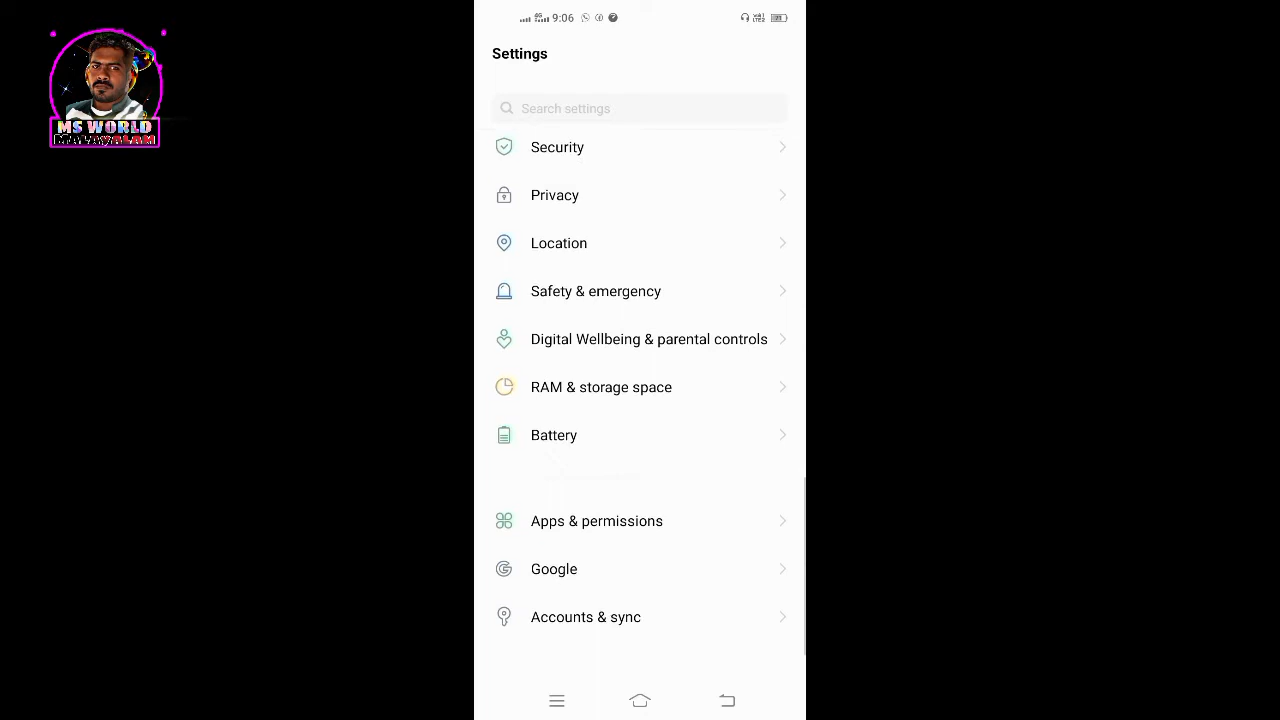 4G 9:06
MS WORLD
Settings
Search settings
Security
Privacy
Location
Safety & emergency
Digital Wellbeing & parental controls
RAM & storage space
Battery
Apps & permissions
Google
Accounts & sync